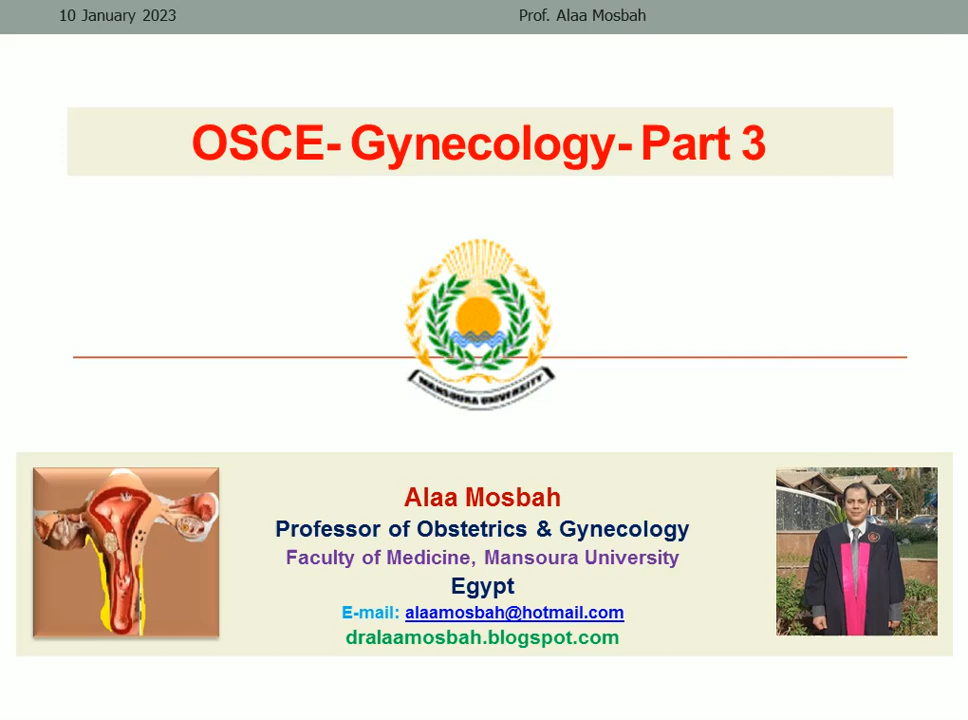 10 January 2023 Prof. Alaa Mosbah
OSCE- Gynecology- Part 3
MANSOURA UNIVERSITY
Alaa Mosbah
Professor of Obstetrics & Gynecology
Faculty of Medicine, Mansoura University
Egypt
E-mail: alaamosbah@hotmail.com
dralaamosbah.blogspot.com